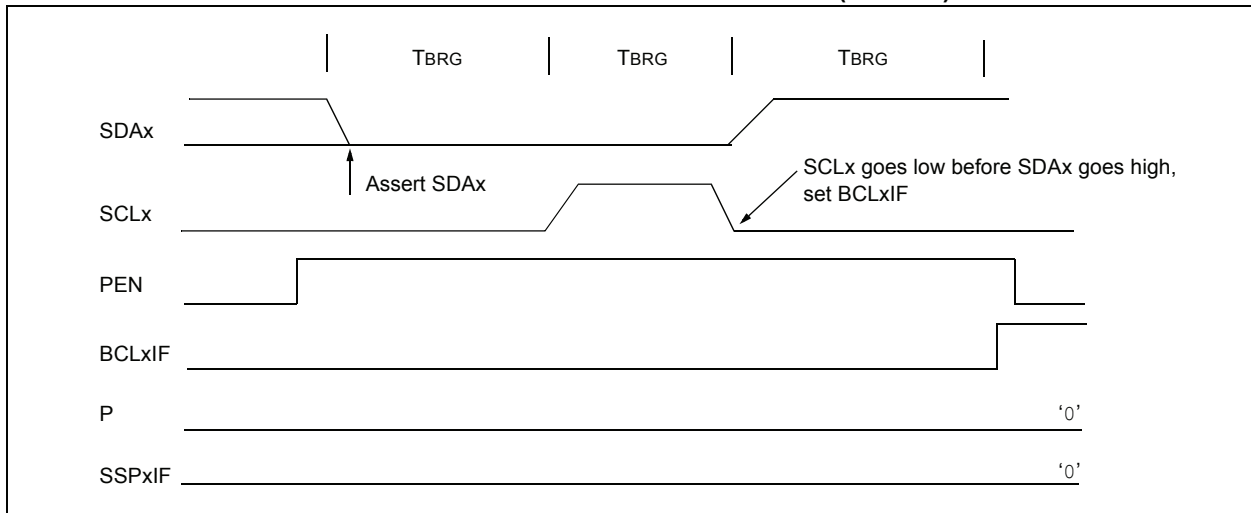 TBRG TBRG TBRG
SDAx
Assert SDAx
SCLx goes low before SDAx goes high,
set BCLxIF
SCLx
PEN
BCLxIF
P
‘0’
SSPxIF
‘0’